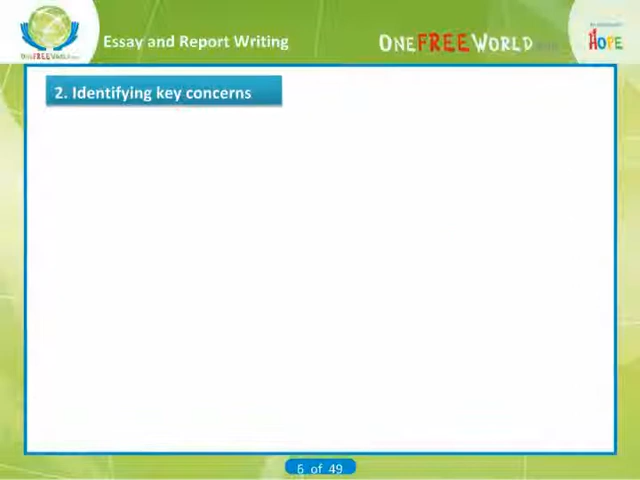 Essay and Report Writing
ONEFREEWORLD
HOPE
2. Identifying key concerns
6 of 49